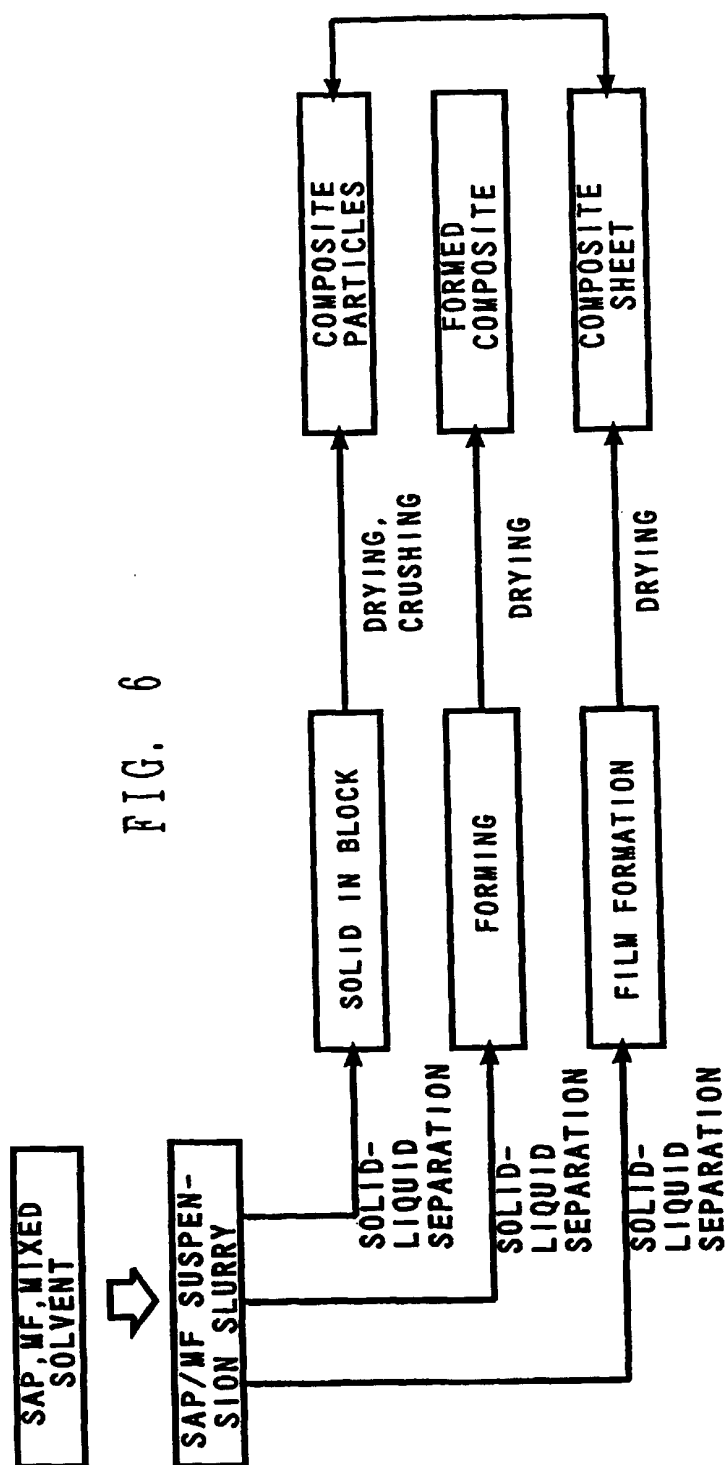 FIG. 6
SAP,MF,MIXED
SOLVENT
SAP/MF SUSPEN-
SION SLURRY
SOLID-
LIQUID
SEPARATION
SOLID IN BLOCK
DRYING,
CRUSHING
COMPOSITE
PARTICLES
SOLID-
LIQUID
SEPARATION
FORMING
DRYING
FORMED
COMPOSITE
SOLID-
LIQUID
SEPARATION
FILM FORMATION
DRYING
COMPOSITE
SHEET